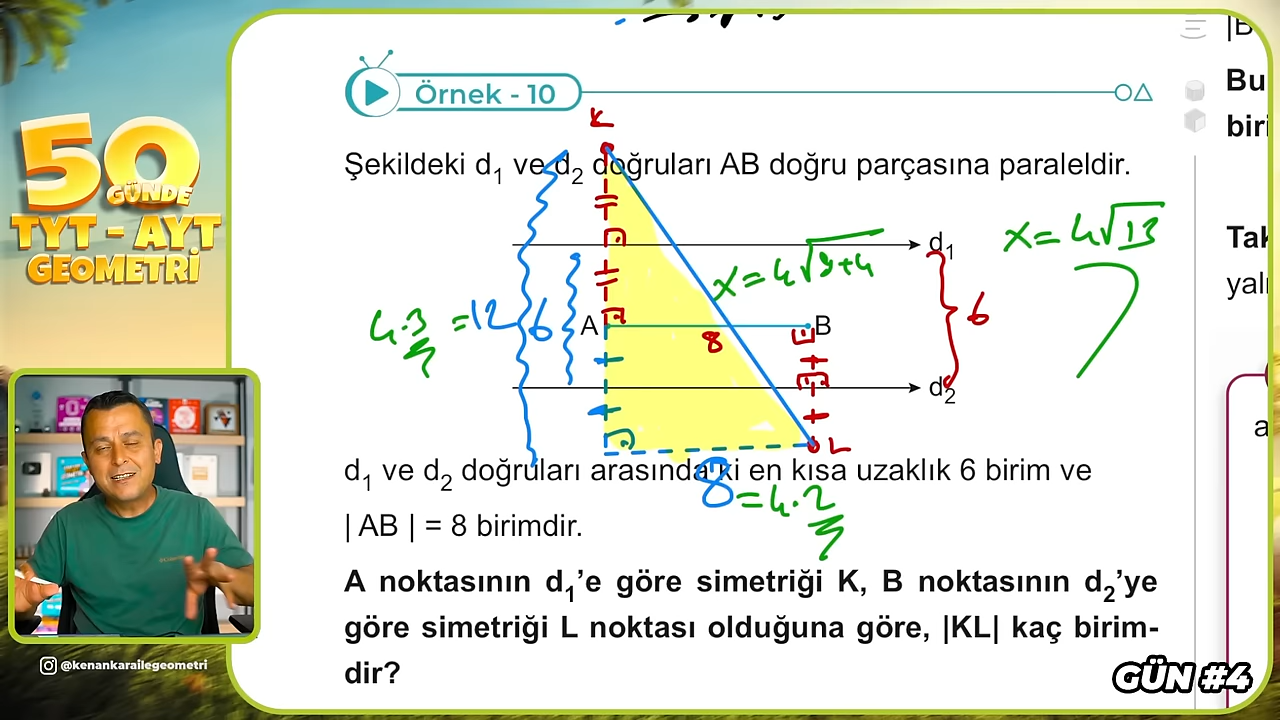 50
GÜNDE
TYT - AYT
GEOMETRİ
Örnek - 10
Şekildeki d1 ve d2 doğruları AB doğru parçasına paraleldir.
K
d1
x = 4√9+4
x = 4√13
4.3 = 12
6
A
B
8
6
d2
L
8 = 4.2
d1 ve d2 doğruları arasındaki en kısa uzaklık 6 birim ve
| AB | = 8 birimdir.
A noktasının d1'e göre simetriği K, B noktasının d2'ye
göre simetriği L noktası olduğuna göre, |KL| kaç birim-
dir?
|B
Bu
biri
Tak
yalı
a
@kenankarailegeometri
GÜN #4